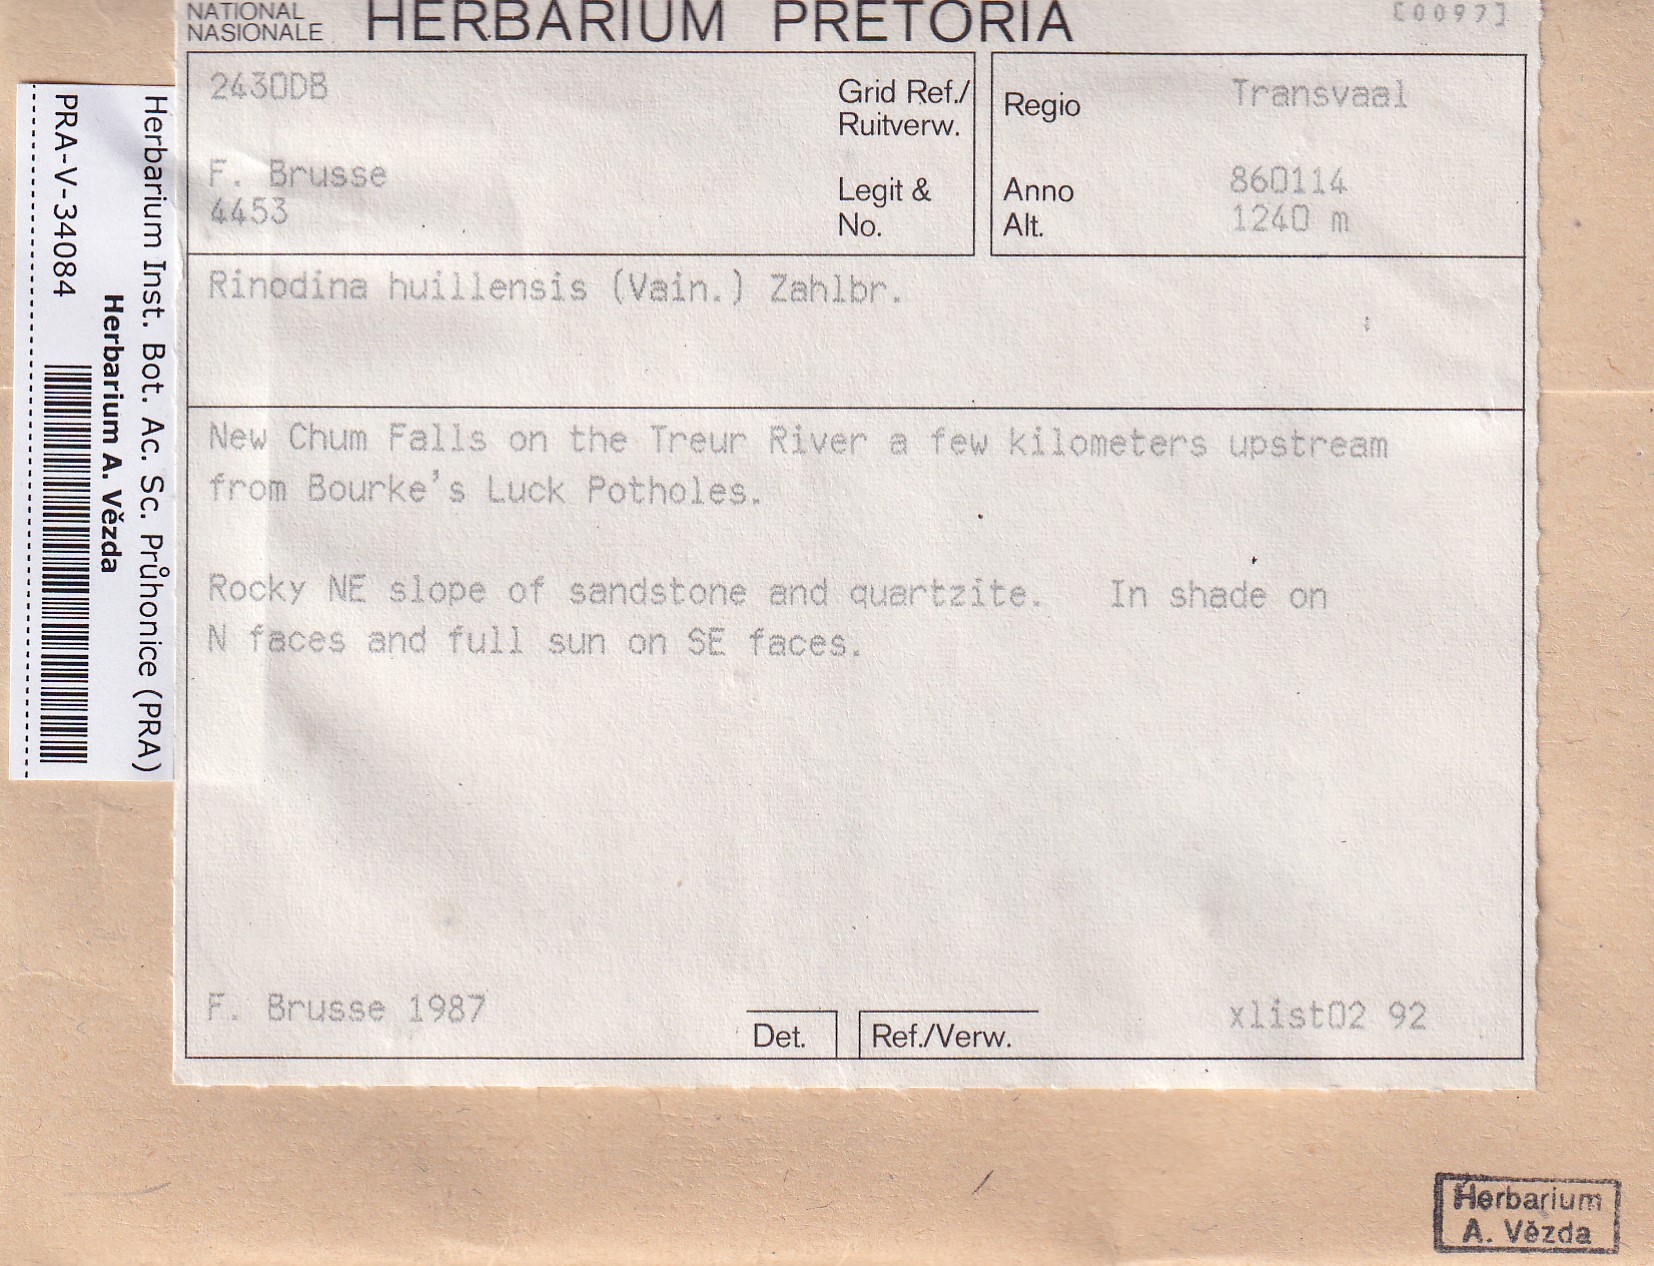 NATIONAL
NASIONALE
HERBARIUM PRETORIA
[0097]
2430DB
Grid Ref./
Ruitverw.
Regio
Transvaal
F. Brusse
4453
Legit &
No.
Anno
860114
Alt.
1240 m
Rinodina huillensis (Vain.) Zahlbr.
New Chum Falls on the Treur River a few kilometers upstream
from Bourke's Luck Potholes.
Rocky NE slope of sandstone and quartzite. In shade on
N faces and full sun on SE faces.
F. Brusse 1987
Det.
Ref./Verw.
xlist02 92
Herbarium Inst. Bot. Ac. Sc. Průhonice (PRA)
Herbarium A. Vězda
PRA-V-34084
Herbarium
A. Vězda